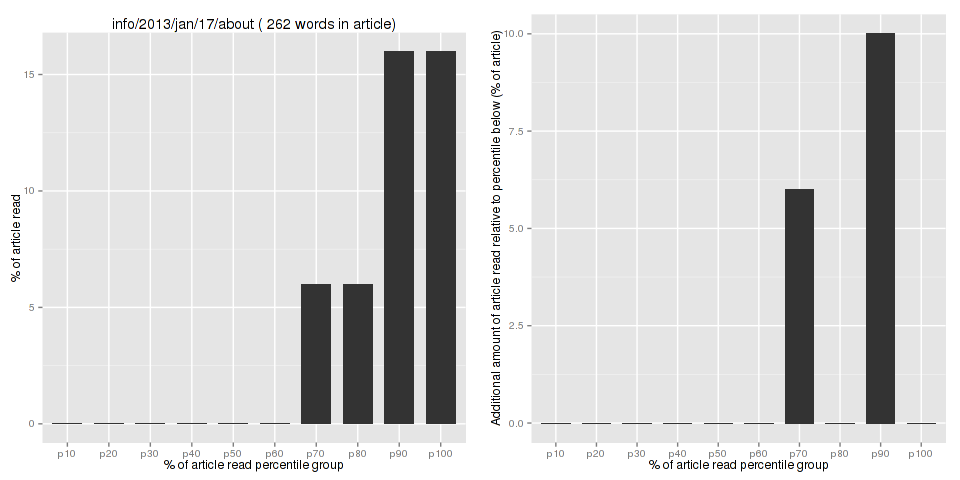 info/2013/jan/17/about ( 262 words in article)
% of article read
15
10
5
0
p10 p20 p30 p40 p50 p60 p70 p80 p90 p100
% of article read percentile group
Additional amount of article read relative to percentile below (% of article)
10.0
7.5
5.0
2.5
0.0
p10 p20 p30 p40 p50 p60 p70 p80 p90 p100
% of article read percentile group